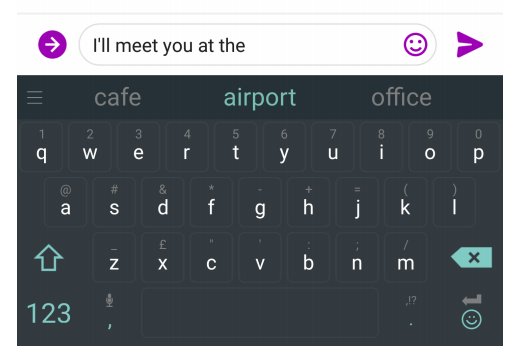 I'll meet you at the
cafe airport office
1 2 3 4 5 6 7 8 9 0
q w e r t y u i o p
@ # & * - + = ( )
a s d f g h j k l
_ £ " ' : ; /
z x c v b n m
123 , ,!? .